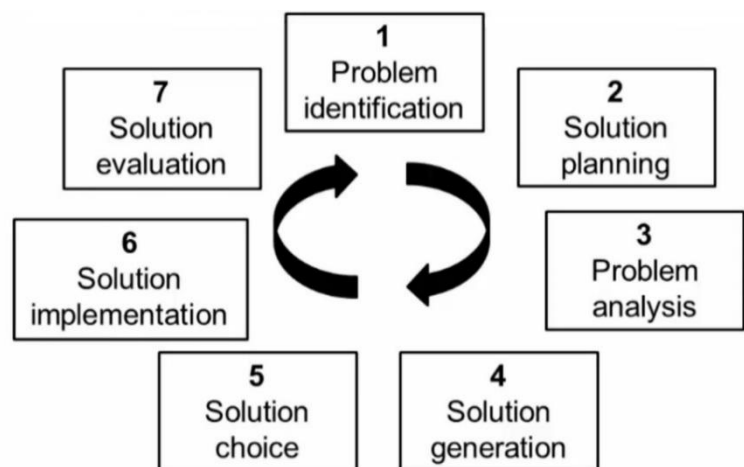 1
Problem
identification
2
Solution
planning
3
Problem
analysis
4
Solution
generation
5
Solution
choice
6
Solution
implementation
7
Solution
evaluation